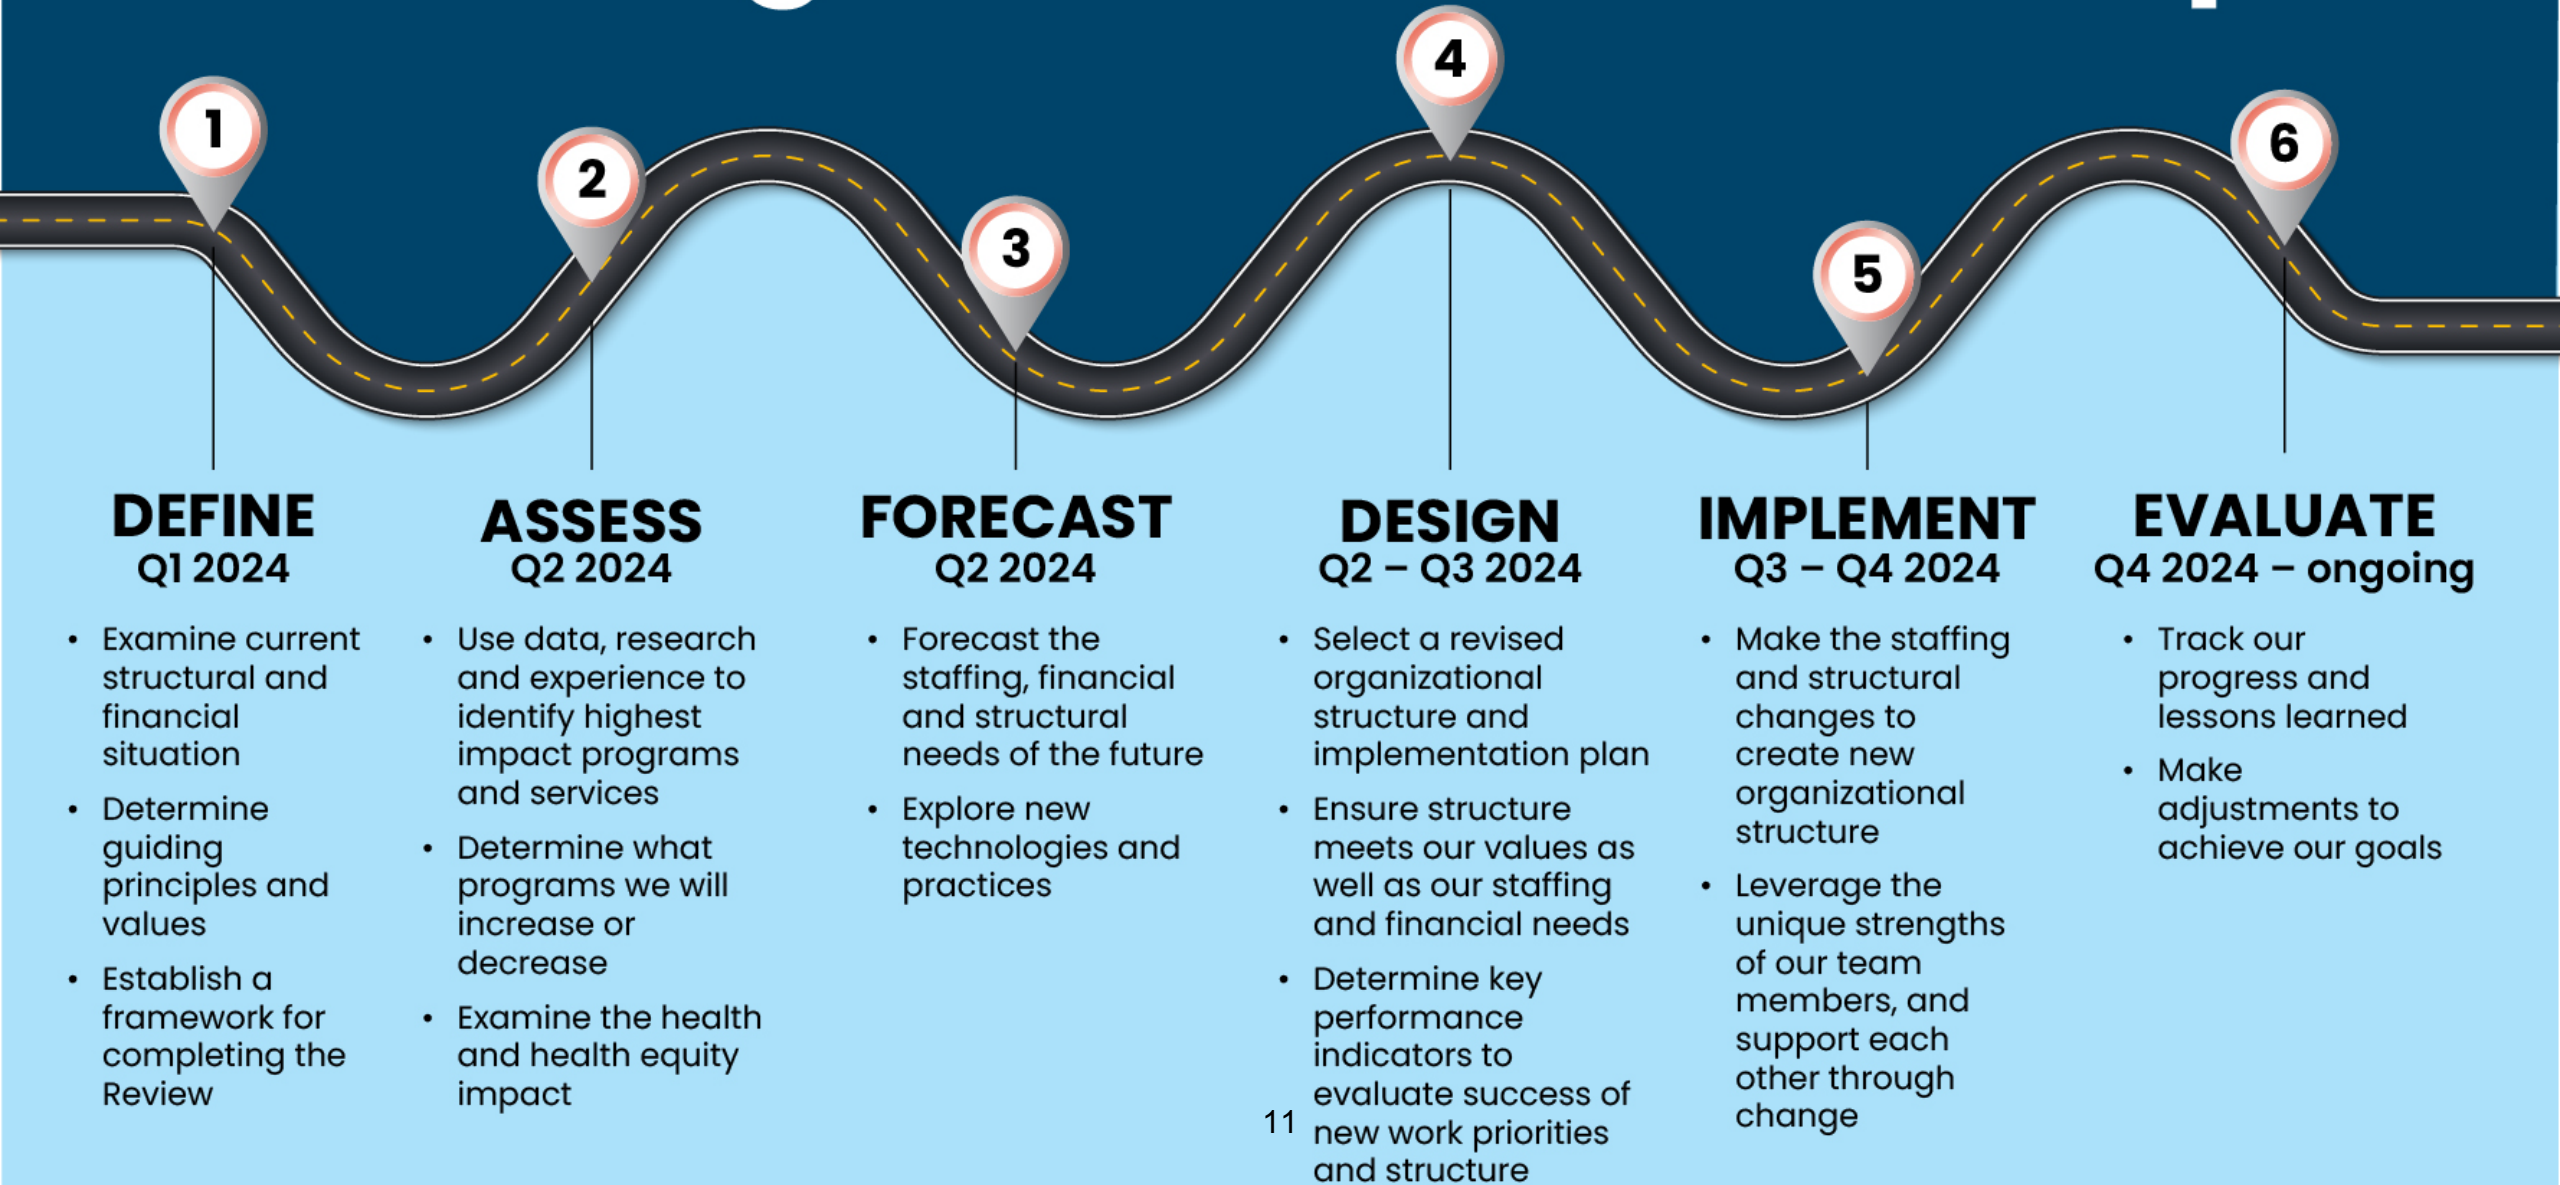 1
2
3
4
5
6
DEFINE
Q1 2024
• Examine current
structural and
financial
situation
• Determine
guiding
principles and
values
• Establish a
framework for
completing the
Review
ASSESS
Q2 2024
• Use data, research
and experience to
identify highest
impact programs
and services
• Determine what
programs we will
increase or
decrease
• Examine the health
and health equity
impact
FORECAST
Q2 2024
• Forecast the
staffing, financial
and structural
needs of the future
• Explore new
technologies and
practices
DESIGN
Q2 – Q3 2024
• Select a revised
organizational
structure and
implementation plan
• Ensure structure
meets our values as
well as our staffing
and financial needs
• Determine key
performance
indicators to
evaluate success of
new work priorities
and structure
IMPLEMENT
Q3 – Q4 2024
• Make the staffing
and structural
changes to
create new
organizational
structure
• Leverage the
unique strengths
of our team
members, and
support each
other through
change
EVALUATE
Q4 2024 – ongoing
• Track our
progress and
lessons learned
• Make
adjustments to
achieve our goals
11